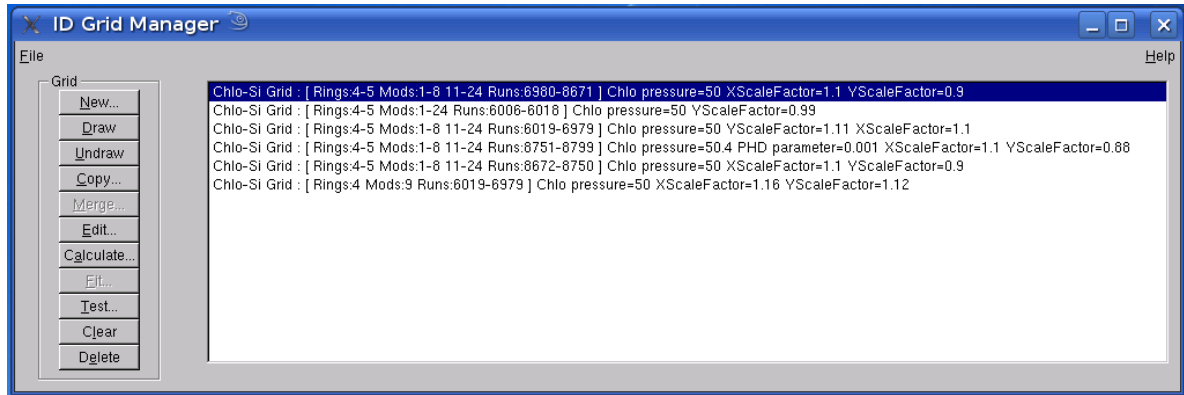 ID Grid Manager
File Help
Grid
New...
Draw
Undraw
Copy...
Merge...
Edit...
Calculate...
Fit...
Test...
Clear
Delete
Chlo-Si Grid : [ Rings:4-5 Mods:1-8 11-24 Runs:6980-8671 ] Chlo pressure=50 XScaleFactor=1.1 YScaleFactor=0.9
Chlo-Si Grid : [ Rings:4-5 Mods:1-24 Runs:6006-6018 ] Chlo pressure=50 YScaleFactor=0.99
Chlo-Si Grid : [ Rings:4-5 Mods:1-8 11-24 Runs:6019-6979 ] Chlo pressure=50 YScaleFactor=1.11 XScaleFactor=1.1
Chlo-Si Grid : [ Rings:4-5 Mods:1-8 11-24 Runs:8751-8799 ] Chlo pressure=50.4 PHD parameter=0.001 XScaleFactor=1.1 YScaleFactor=0.88
Chlo-Si Grid : [ Rings:4-5 Mods:1-8 11-24 Runs:8672-8750 ] Chlo pressure=50 XScaleFactor=1.1 YScaleFactor=0.9
Chlo-Si Grid : [ Rings:4 Mods:9 Runs:6019-6979 ] Chlo pressure=50 XScaleFactor=1.16 YScaleFactor=1.12